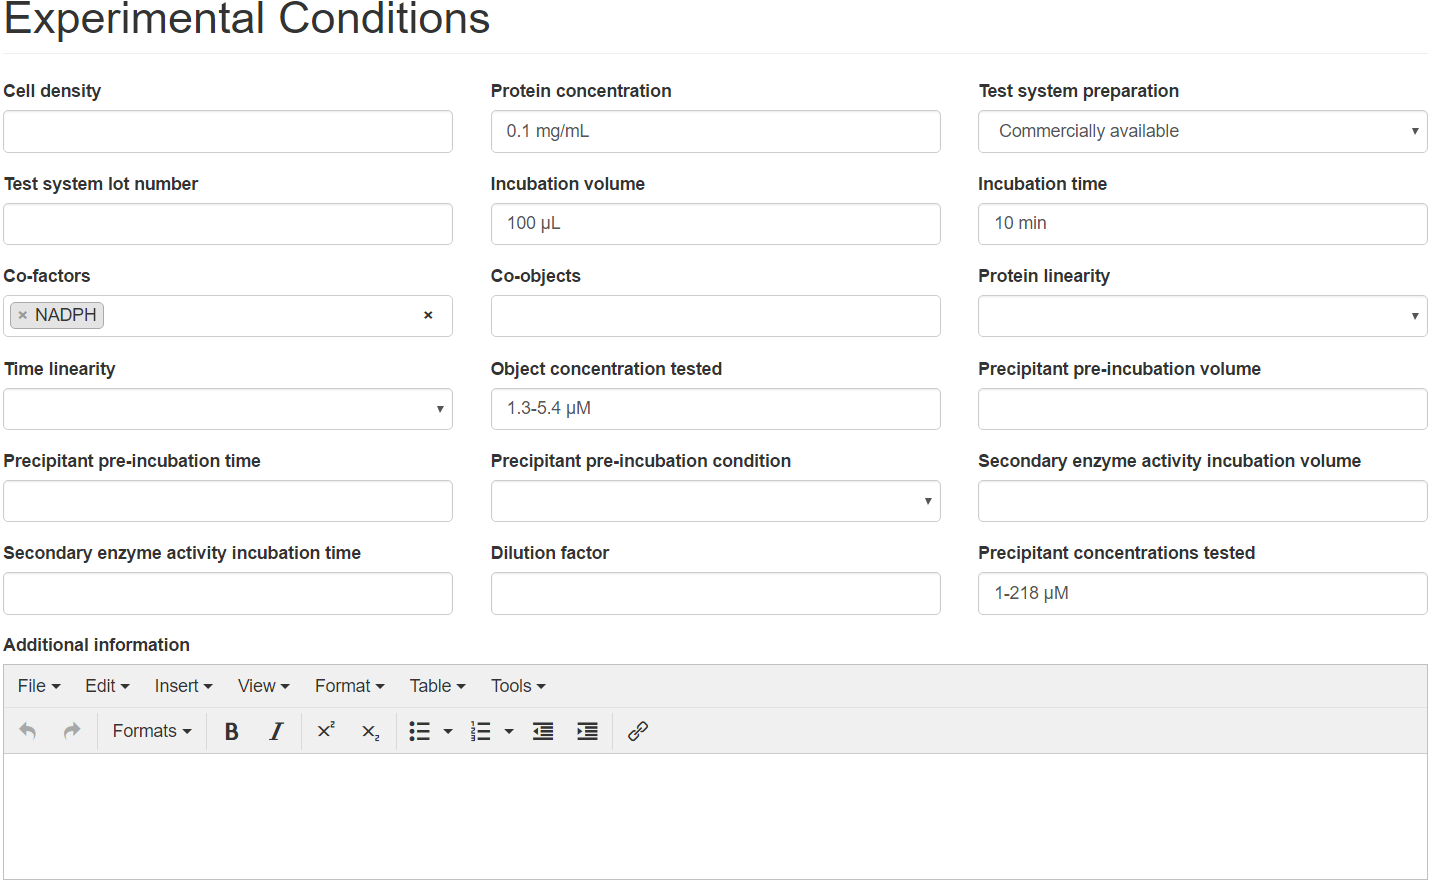 Experimental Conditions
Cell density Protein concentration Test system preparation
0.1 mg/mL Commercially available
Test system lot number Incubation volume Incubation time
100 µL 10 min
Co-factors Co-objects Protein linearity
× NADPH ×
Time linearity Object concentration tested Precipitant pre-incubation volume
1.3-5.4 µM
Precipitant pre-incubation time Precipitant pre-incubation condition Secondary enzyme activity incubation volume
Secondary enzyme activity incubation time Dilution factor Precipitant concentrations tested
1-218 µM
Additional information
File Edit Insert View Format Table Tools
Formats B I x² x₂